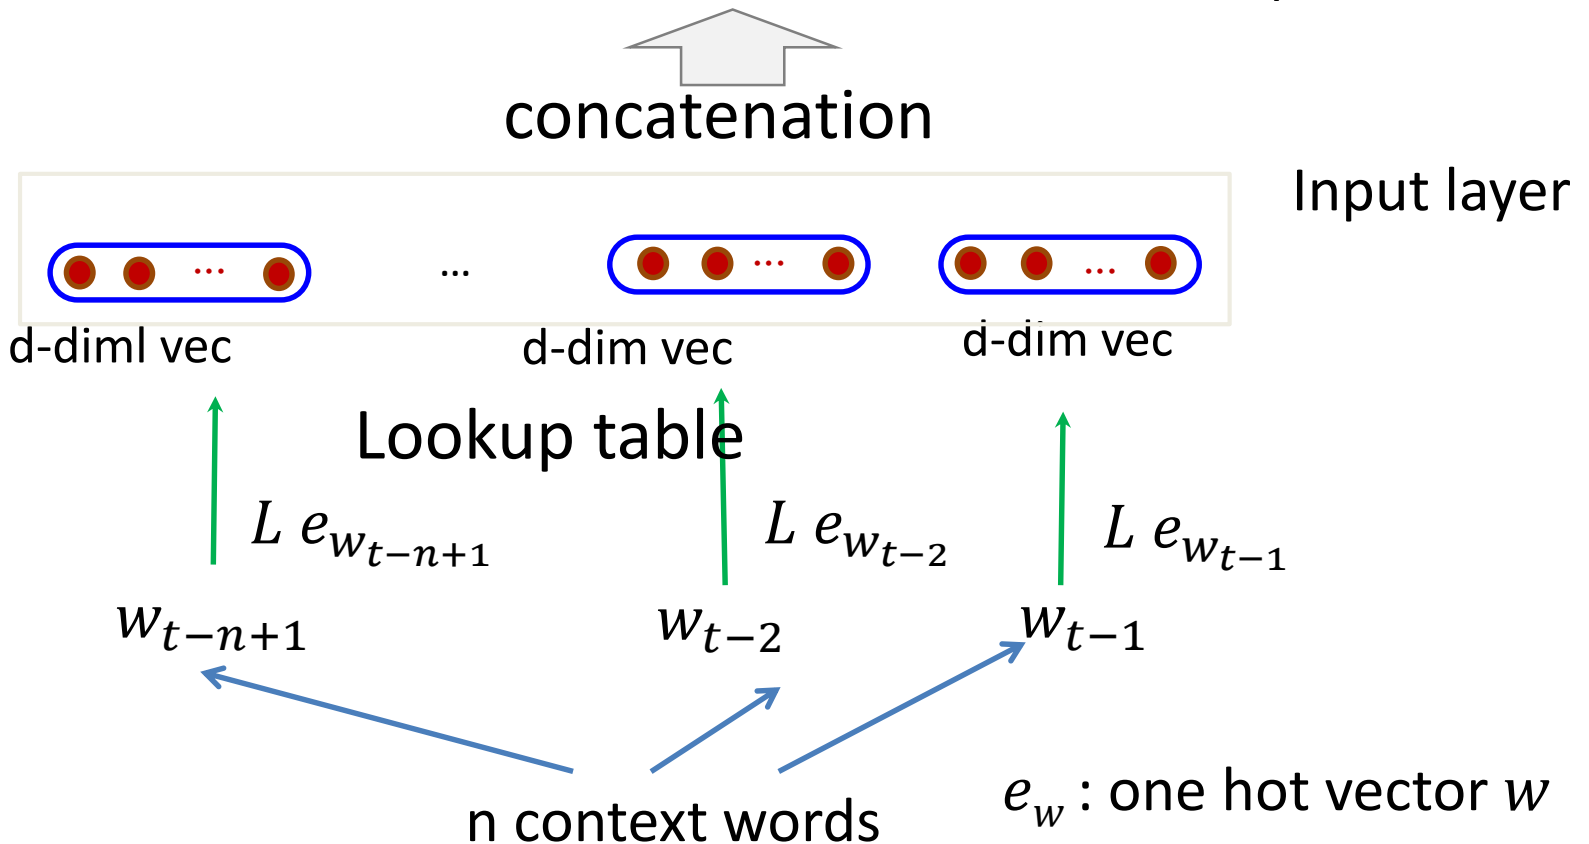 concatenation
Input layer
... ... ... ...
d-diml vec d-dim vec d-dim vec
Lookup table
L e_{w_{t−n+1}} L e_{w_{t−2}} L e_{w_{t−1}}
w_{t−n+1} w_{t−2} w_{t−1}
n context words
e_w : one hot vector w